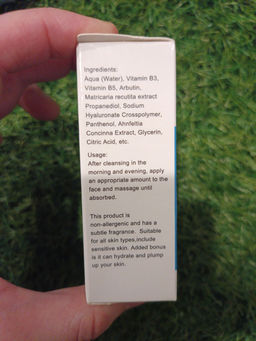 Ingredients:
Aqua (Water), Vitamin B3,
Vitamin B5, Arbutin,
Matricaria recutita extract
Propanediol, Sodium
Hyaluronate Crosspolymer,
Panthenol, Ahnfeltia
Concinna Extract, Glycerin,
Citric Acid, etc.
Usage:
After cleansing in the
morning and evening, apply
an appropriate amount to the
face and massage until
absorbed.
This product is
non-allergenic and has a
subtle fragrance. Suitable
for all skin types,include
sensitive skin. Added bonus
is it can hydrate and plump
up your skin.